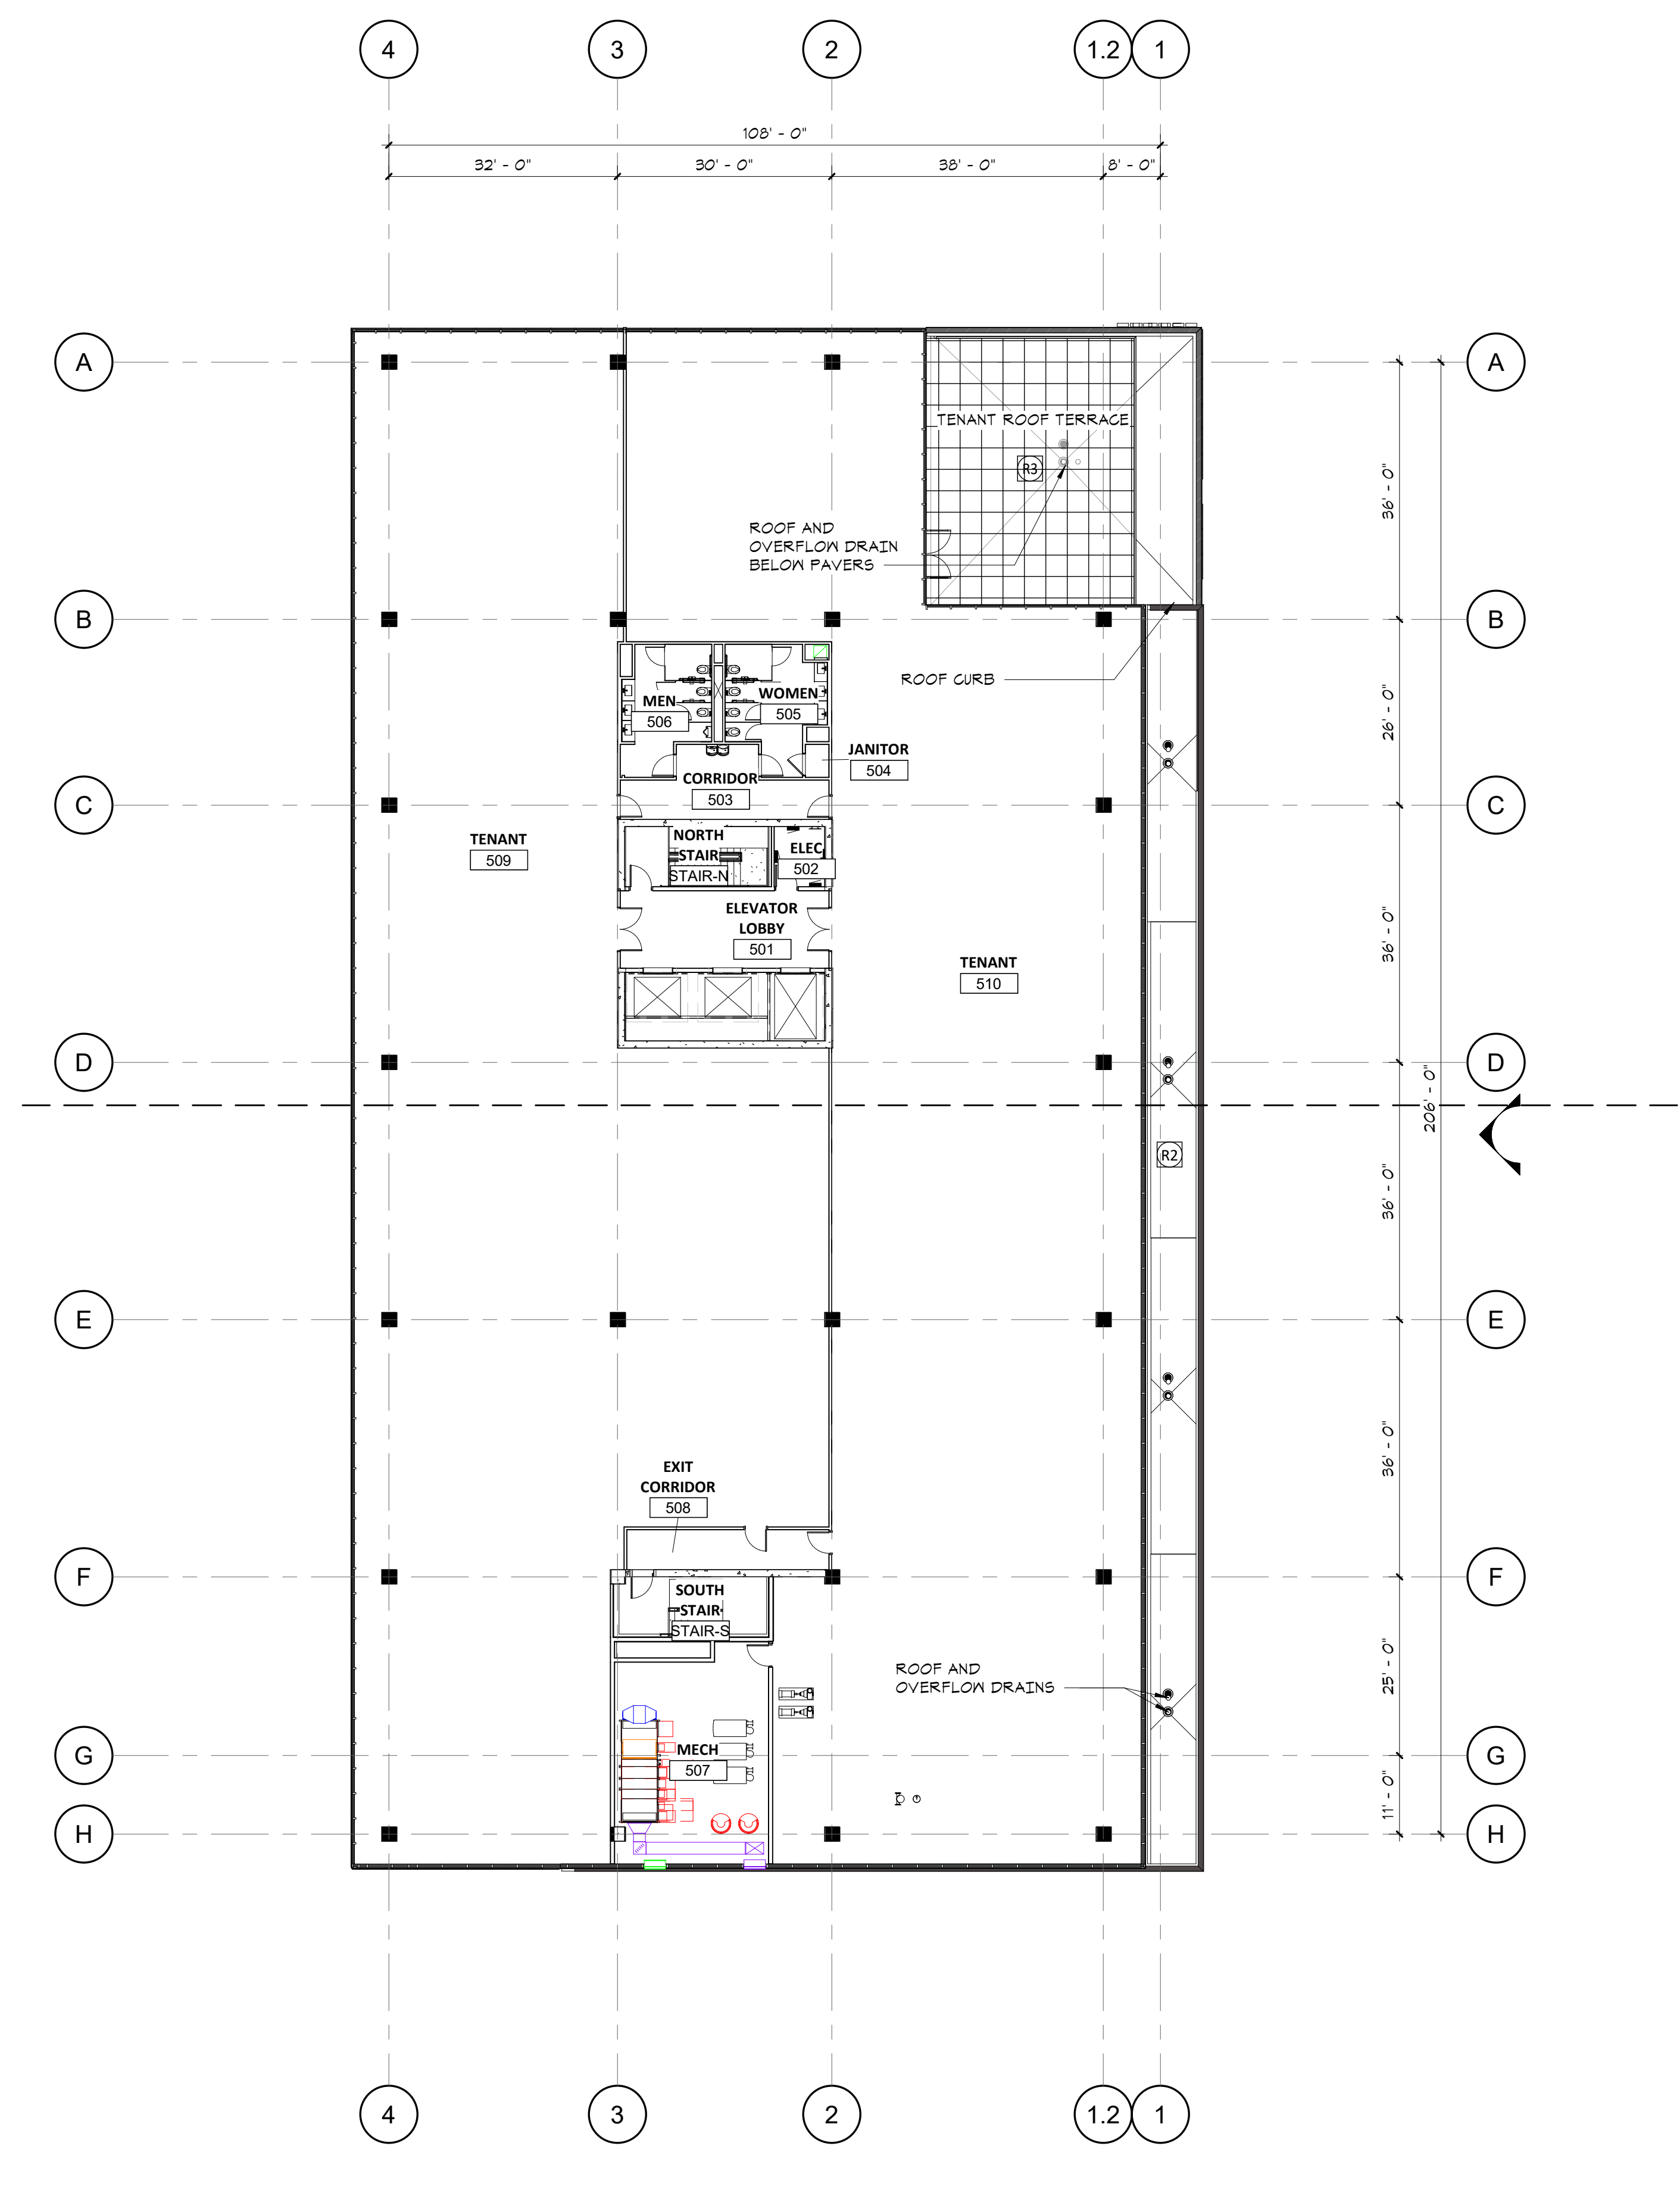 4 3 2 1.2 1
108' - 0"
32' - 0" 30' - 0" 38' - 0" 8' - 0"
A A
TENANT ROOF TERRACE
R3
36' - 0"
ROOF AND
OVERFLOW DRAIN
BELOW PAVERS
B B
ROOF CURB
MEN
506
WOMEN
505
26' - 0"
JANITOR
504
CORRIDOR
503
C C
TENANT
509
NORTH
STAIR
STAIR-N
ELEC
502
ELEVATOR
LOBBY
501
36' - 0"
TENANT
510
D D
206' - 0"
R2
36' - 0"
E E
36' - 0"
EXIT
CORRIDOR
508
F F
SOUTH
STAIR
STAIR-S
25' - 0"
ROOF AND
OVERFLOW DRAINS
MECH
507
G G
11' - 0"
H H
4 3 2 1.2 1